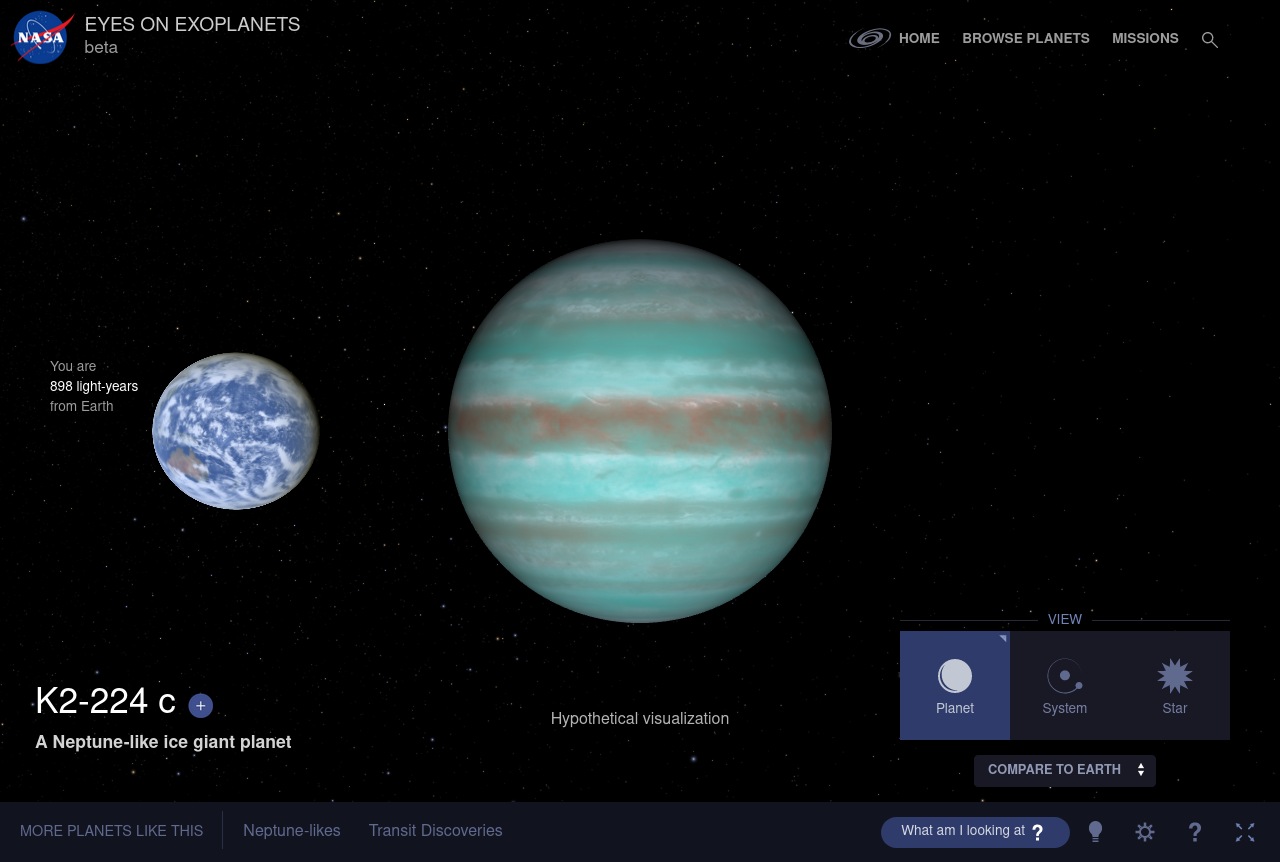 NASA
EYES ON EXOPLANETS
beta
HOME
BROWSE PLANETS
MISSIONS
You are
898 light-years
from Earth
VIEW
Planet
System
Star
K2-224 c +
A Neptune-like ice giant planet
Hypothetical visualization
COMPARE TO EARTH
MORE PLANETS LIKE THIS
Neptune-likes
Transit Discoveries
What am I looking at ?
?